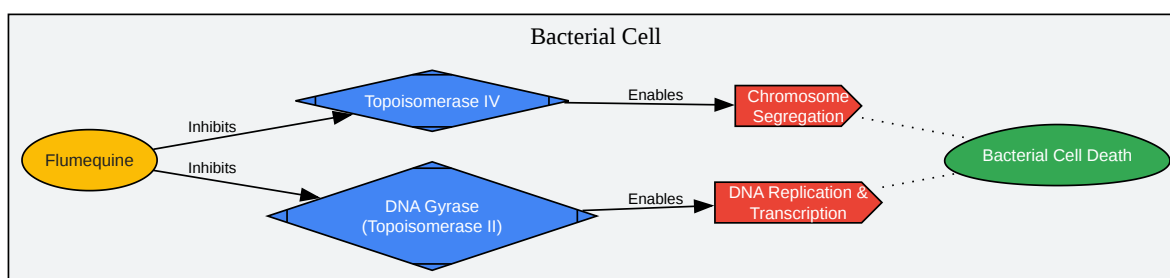 Bacterial Cell
Flumequine
Inhibits
Inhibits
Topoisomerase IV
DNA Gyrase
(Topoisomerase II)
Enables
Enables
Chromosome
Segregation
DNA Replication &
Transcription
Bacterial Cell Death